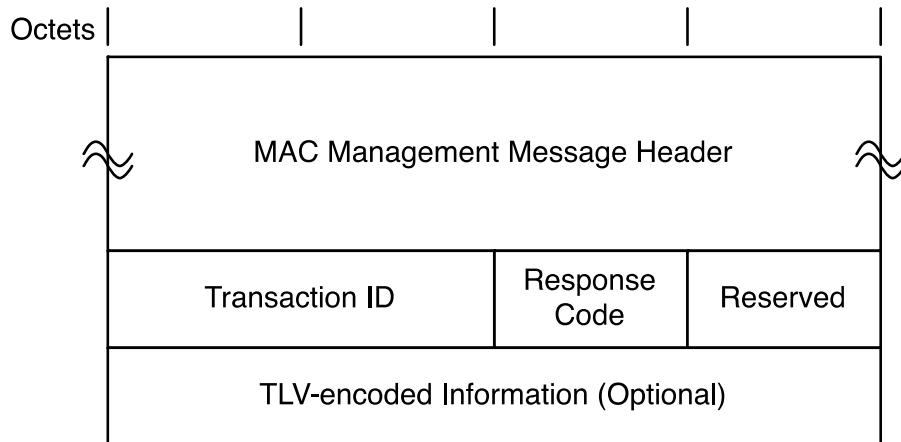 Octets
MAC Management Message Header
Transaction ID
Response
Code
Reserved
TLV-encoded Information (Optional)